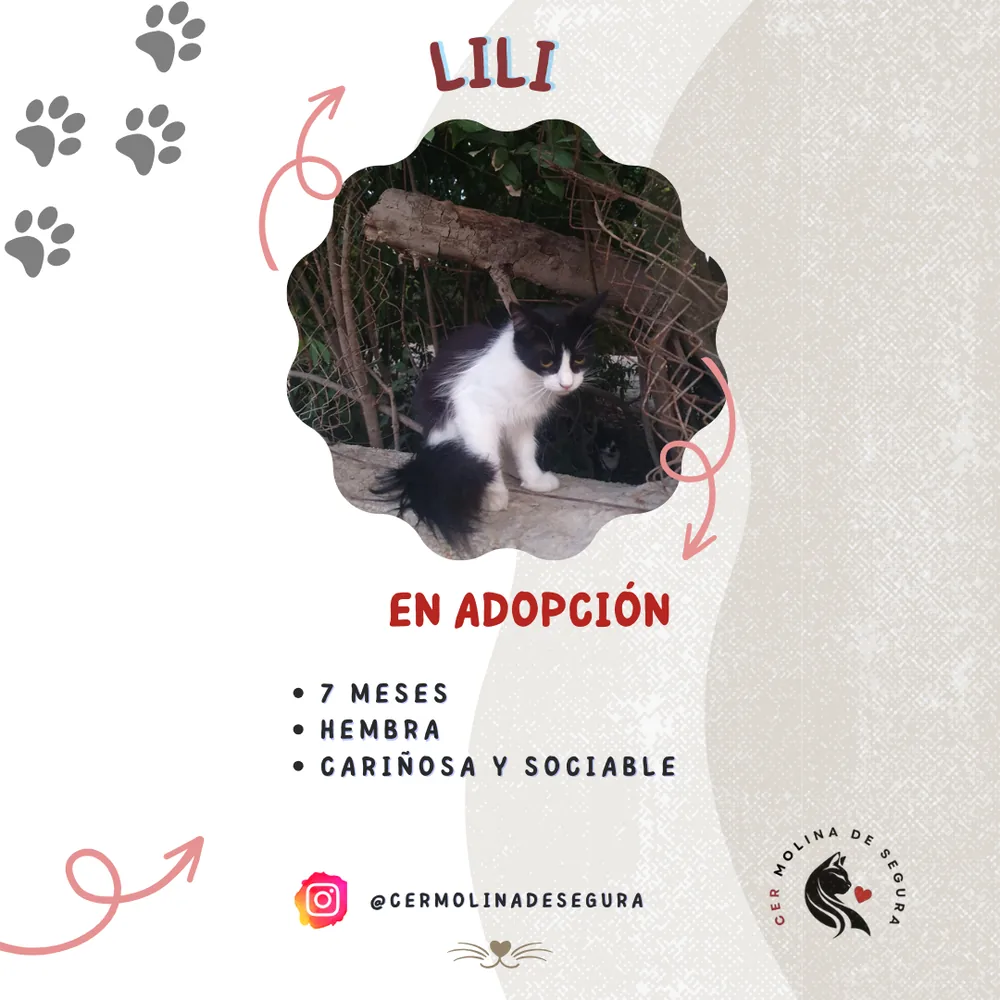 LILI
EN ADOPCIÓN
• 7 MESES
• HEMBRA
• CARIÑOSA Y SOCIABLE
@CERMOLINADESEGURA
CER MOLINA DE SEGURA